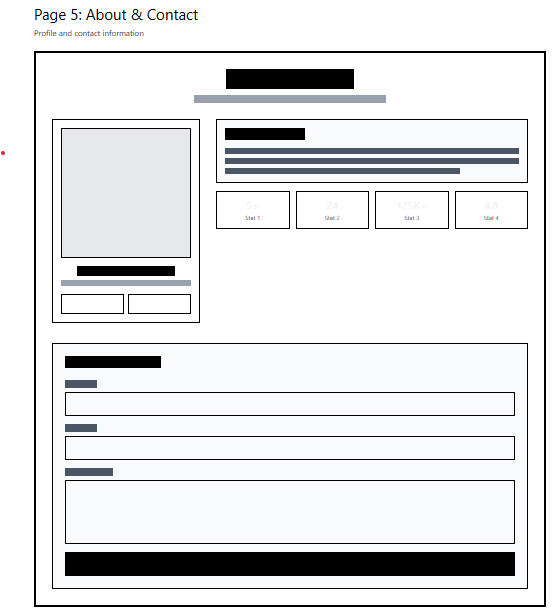 Page 5: About & Contact
Profile and contact information
5+ 24 125K+ 4.8
Stat 1 Stat 2 Stat 3 Stat 4